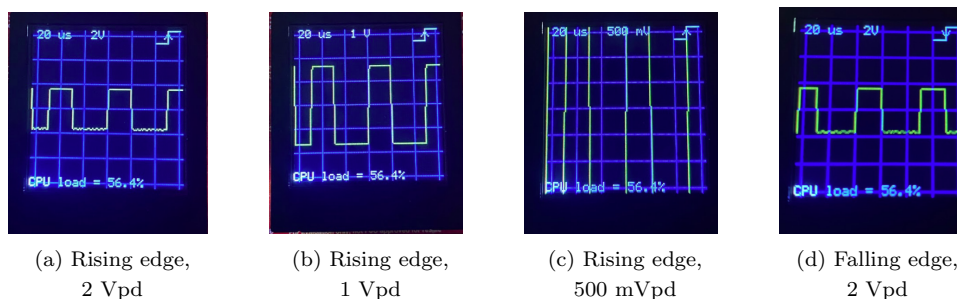 20 us 2V
CPU load = 56.4%
20 us 1 V
CPU load = 56.4%
20 us 500 mV
CPU load = 56.4%
20 us 2V
CPU load = 56.4%
(a) Rising edge,
2 Vpd
(b) Rising edge,
1 Vpd
(c) Rising edge,
500 mVpd
(d) Falling edge,
2 Vpd